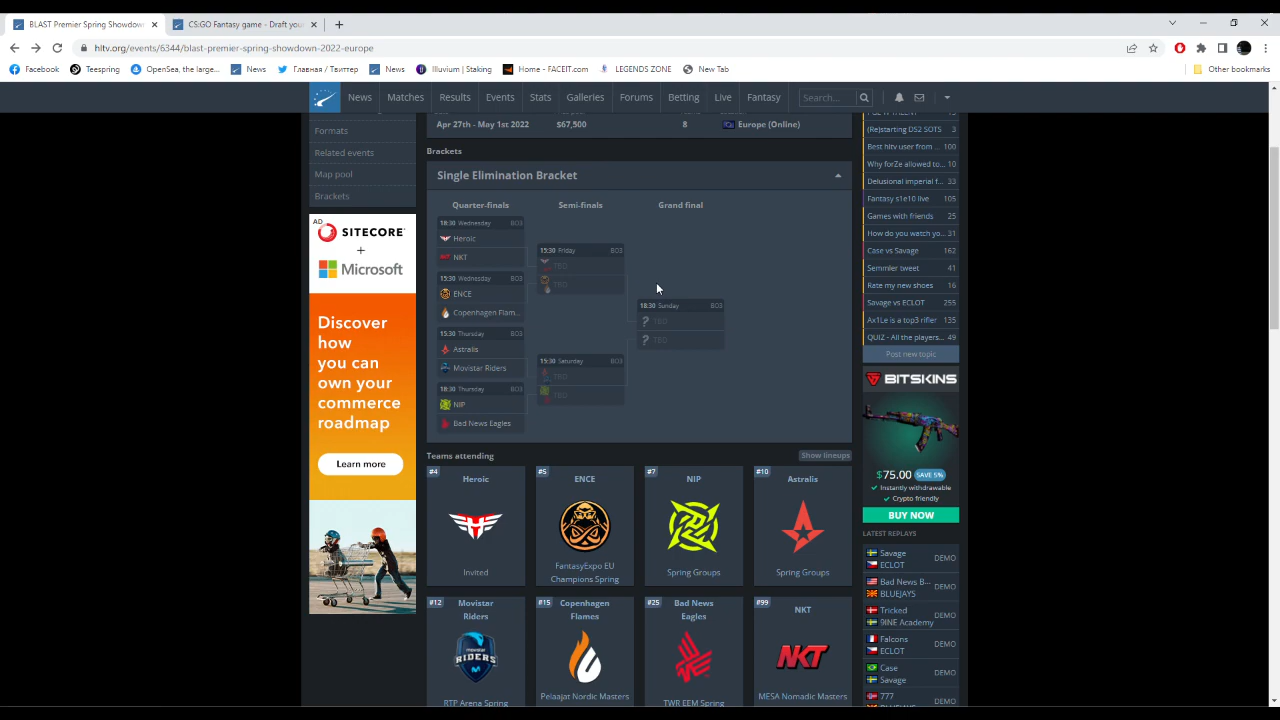 BLAST Premier Spring Showdown
CS:GO Fantasy game - Draft your
hltv.org/events/6344/blast-premier-spring-showdown-2022-europe
Facebook
Teespring
OpenSea, the large...
News
Главная / Твиттер
News
Illuvium | Staking
Home – FACEIT.com
LEGENDS ZONE
New Tab
Other bookmarks
News
Matches
Results
Events
Stats
Galleries
Forums
Betting
Live
Fantasy
Search...
Formats
Related events
Map pool
Brackets
Apr 27th - May 1st 2022
$67,500
8
Europe (Online)
Brackets
Single Elimination Bracket
Quarter-finals
Semi-finals
Grand final
18:30 Wednesday BO3
Heroic
NKT
15:30 Wednesday BO3
ENCE
Copenhagen Flam...
15:30 Thursday BO3
Astralis
Movistar Riders
18:30 Thursday BO3
NIP
Bad News Eagles
15:30 Friday BO3
TBD
TBD
15:30 Saturday BO3
TBD
TBD
18:30 Sunday BO3
? TBD
? TBD
Teams attending
Show lineups
#4
Heroic
Invited
#5
ENCE
FantasyExpo EU
Champions Spring
#7
NIP
Spring Groups
#10
Astralis
Spring Groups
#12
Movistar
Riders
movistar
RIDERS
RTP Arena Spring
#15
Copenhagen
Flames
Pelaajat Nordic Masters
#25
Bad News
Eagles
TWR EEM Spring
#99
NKT
NKT
MESA Nomadic Masters
AD
SITECORE
+
Microsoft
Discover
how
you can
own your
commerce
roadmap
Learn more
(Re)starting DS2 SOTS 3
Best hltv user from ... 100
Why forZe allowed to... 10
Delusional imperial f... 33
Fantasy s1e10 live 105
Games with friends 25
How do you watch yo... 31
Case vs Savage 162
Semmler tweet 41
Rate my new shoes 16
Savage vs ECLOT 255
Ax1Le is a top3 rifler 135
QUIZ - All the players... 49
Post new topic
BITSKINS
$75.00 SAVE 5%
Instantly withdrawable
Crypto friendly
BUY NOW
LATEST REPLAYS
Savage
ECLOT
DEMO
Bad News B...
BLUEJAYS
DEMO
Tricked
9INE Academy
DEMO
Falcons
ECLOT
DEMO
Case
Savage
DEMO
777
DEMO